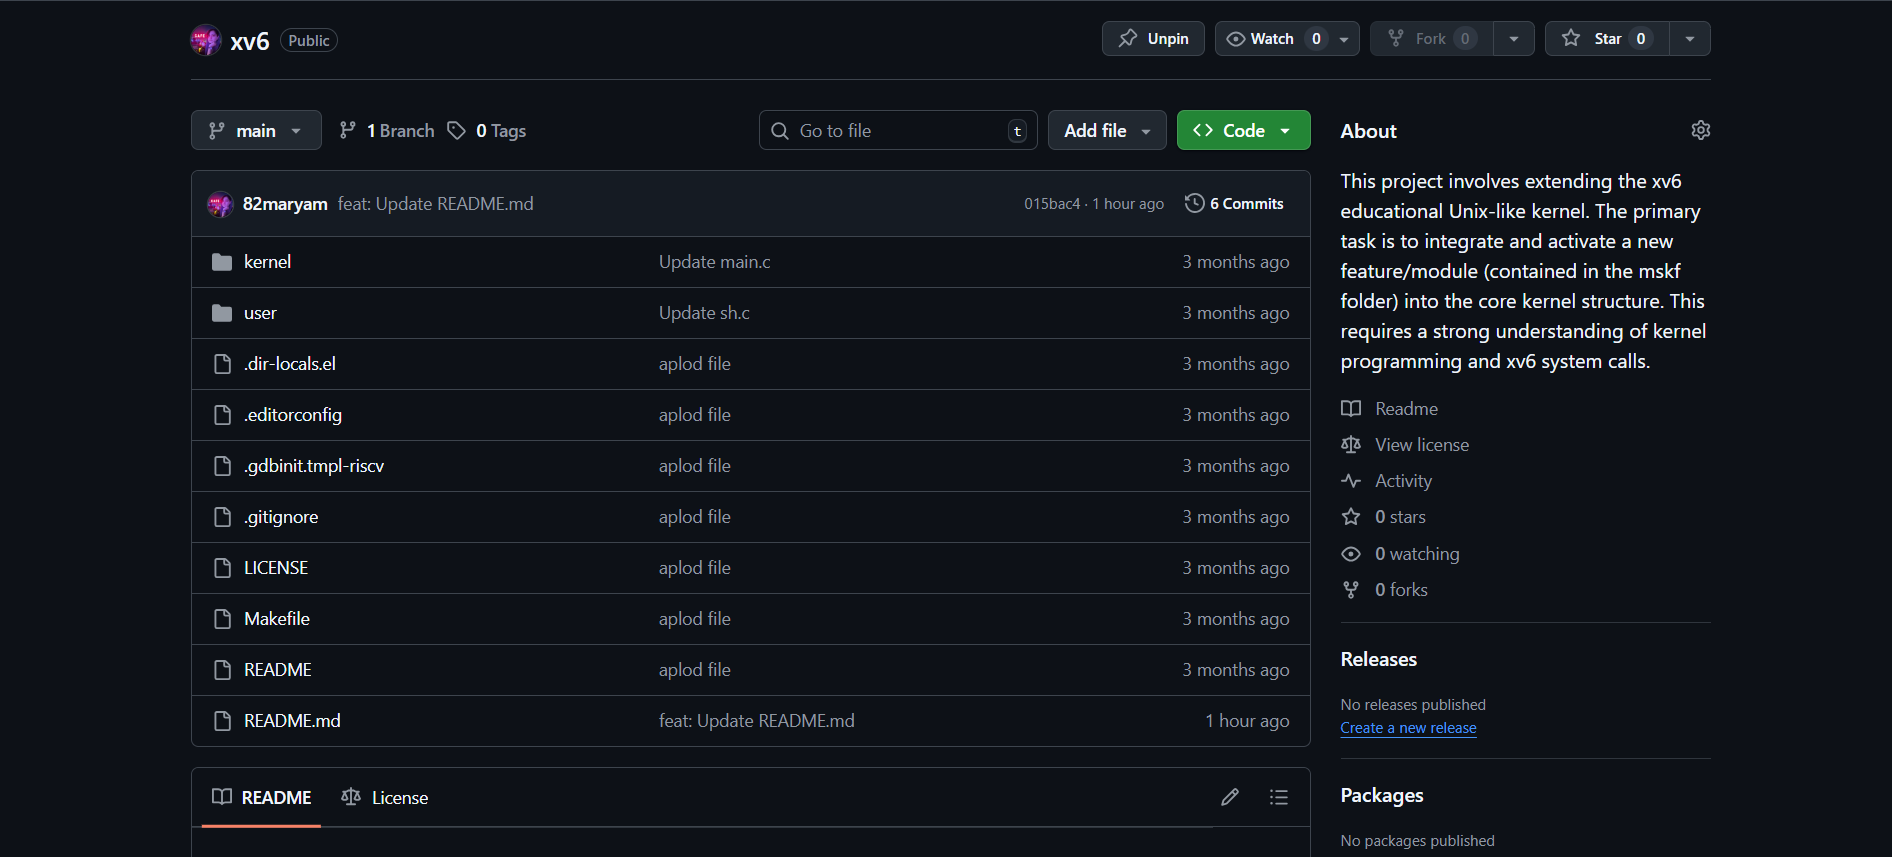 xv6 Public
Unpin Watch 0 Fork 0 Star 0
main 1 Branch 0 Tags Go to file t Add file Code
82maryam feat: Update README.md 015bac4 · 1 hour ago 6 Commits
kernel Update main.c 3 months ago
user Update sh.c 3 months ago
.dir-locals.el aplod file 3 months ago
.editorconfig aplod file 3 months ago
.gdbinit.tmpl-riscv aplod file 3 months ago
.gitignore aplod file 3 months ago
LICENSE aplod file 3 months ago
Makefile aplod file 3 months ago
README aplod file 3 months ago
README.md feat: Update README.md 1 hour ago
README License
About
This project involves extending the xv6
educational Unix-like kernel. The primary
task is to integrate and activate a new
feature/module (contained in the mskf
folder) into the core kernel structure. This
requires a strong understanding of kernel
programming and xv6 system calls.
Readme
View license
Activity
0 stars
0 watching
0 forks
Releases
No releases published
Create a new release
Packages
No packages published